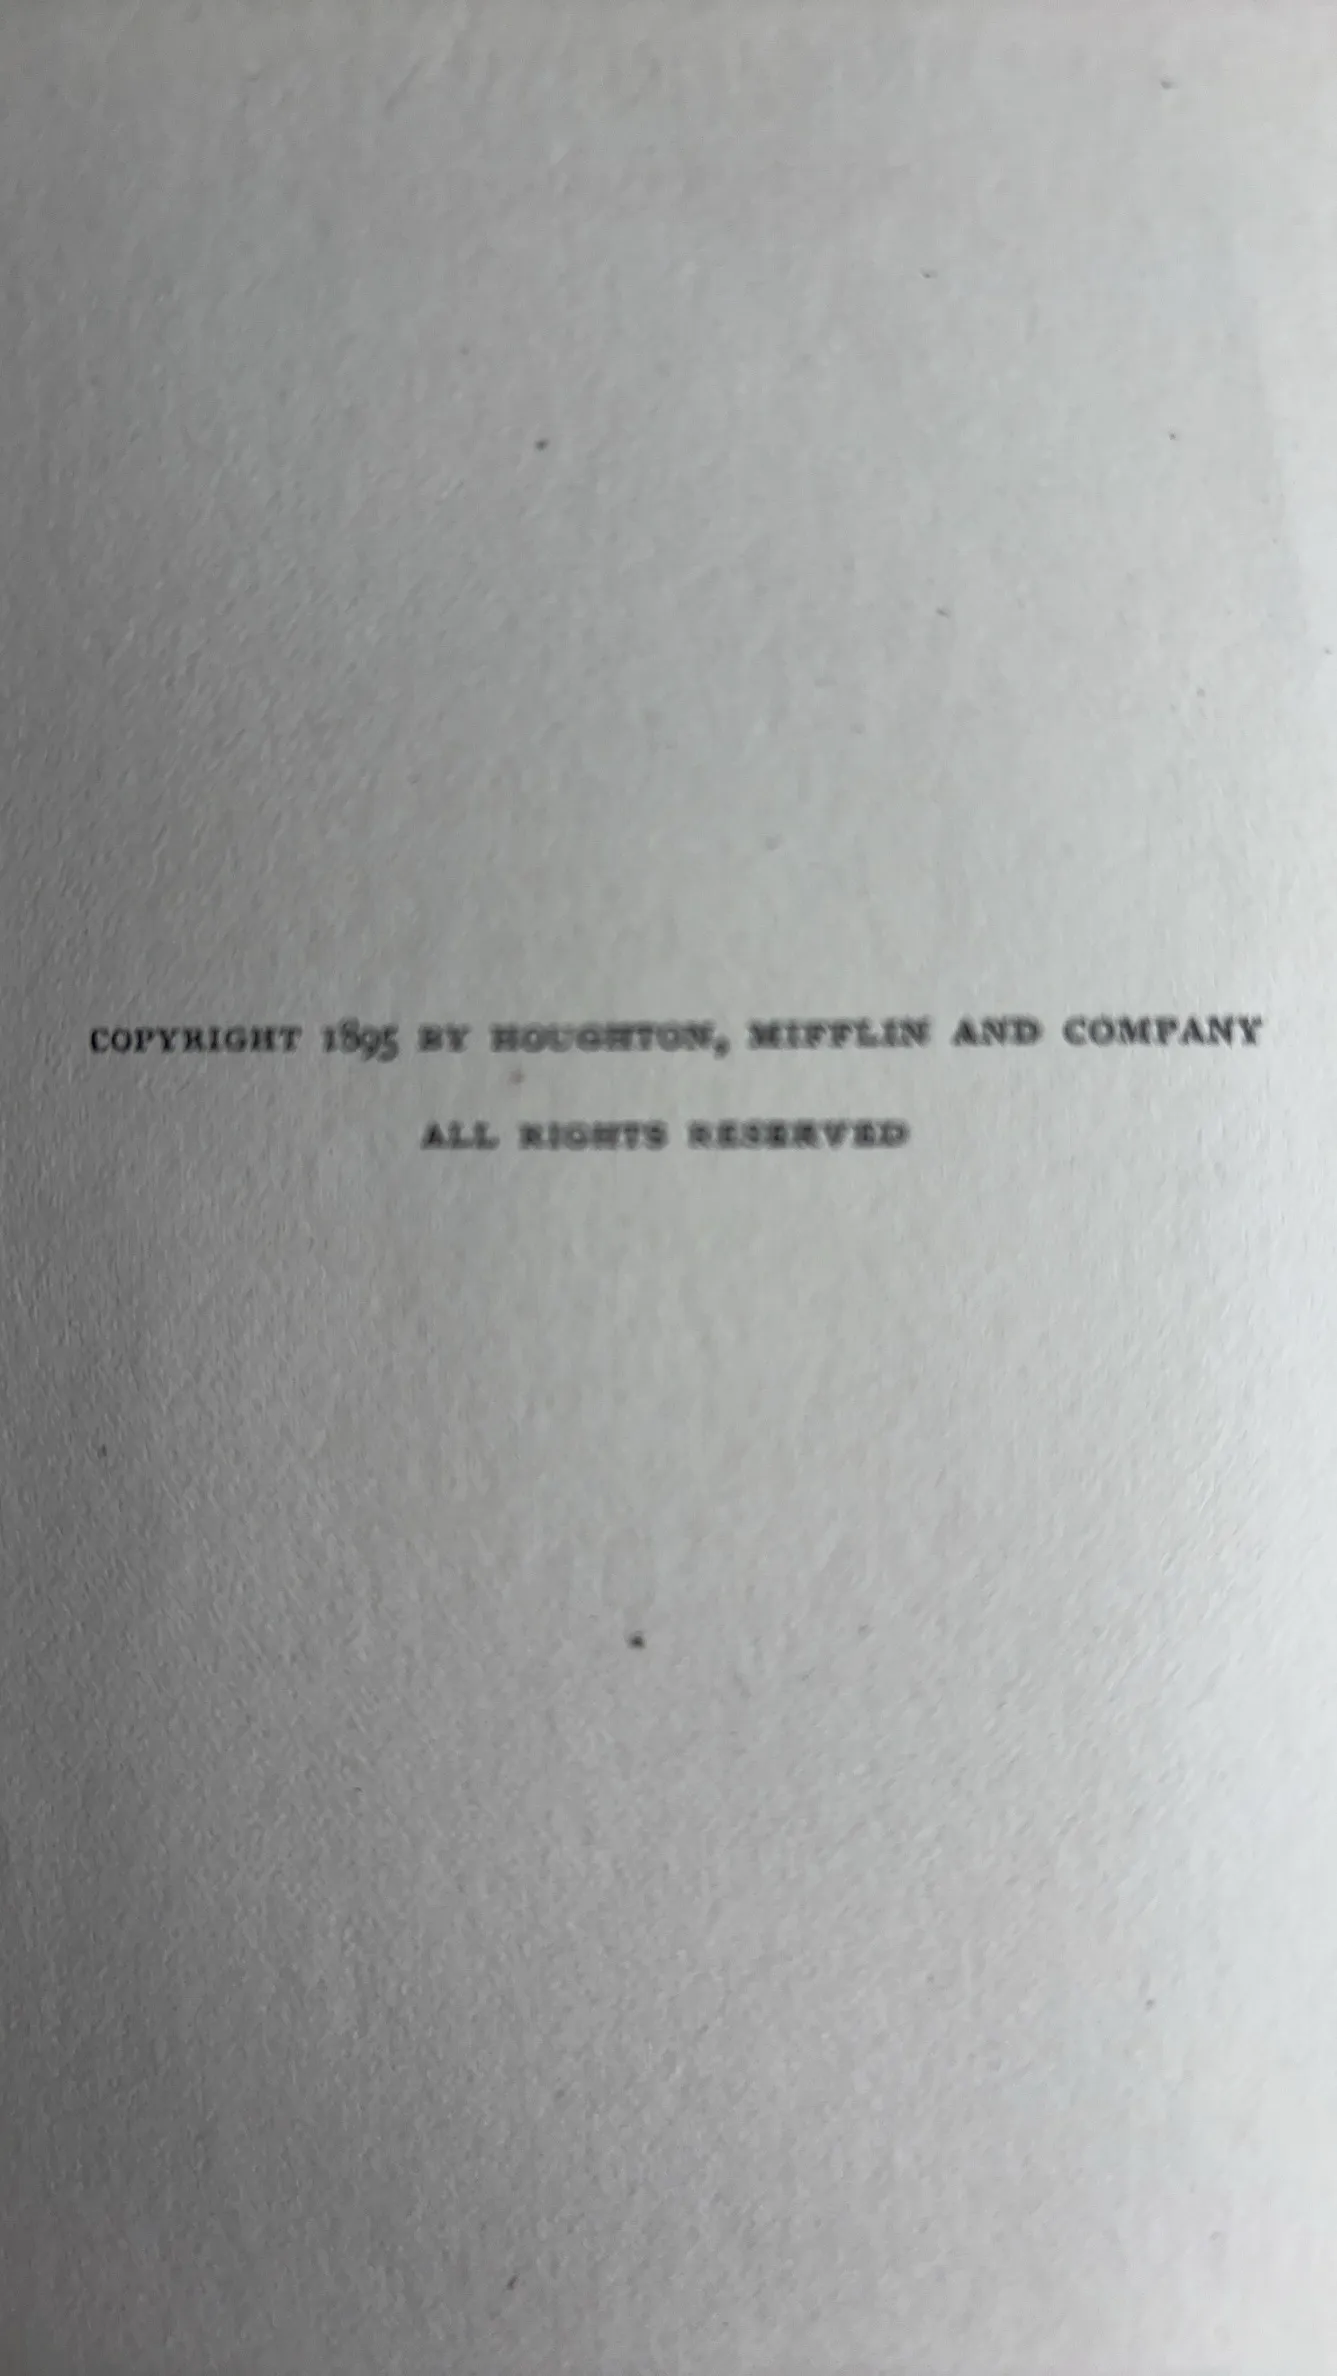 COPYRIGHT 1895 BY HOUGHTON, MIFFLIN AND COMPANY
ALL RIGHTS RESERVED